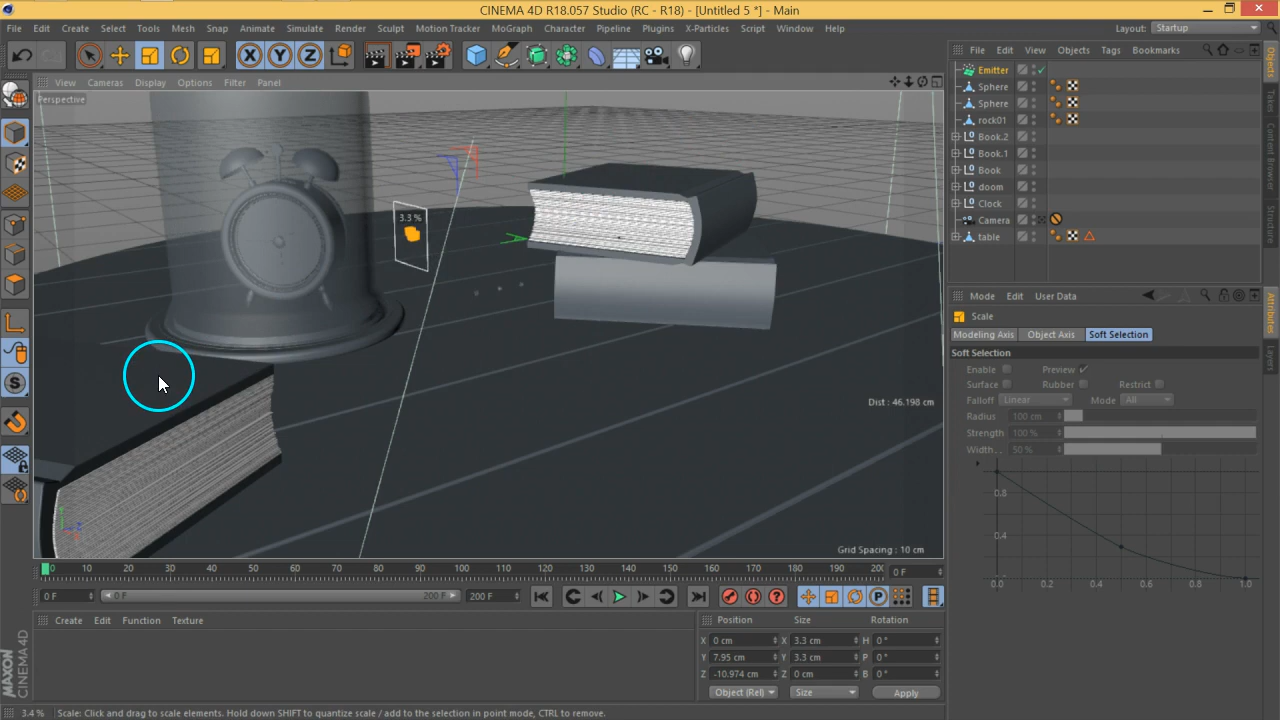 CINEMA 4D R18.057 Studio (RC - R18) - [Untitled 5 *] - Main
File Edit Create Select Tools Mesh Snap Animate Simulate Render Sculpt Motion Tracker MoGraph Character Pipeline Plugins X-Particles Script Window Help
Layout: Startup
X Y Z
File Edit View Objects Tags Bookmarks
View Cameras Display Options Filter Panel
Perspective
Emitter
Sphere
Sphere
rock01
Book.2
Book.1
Book
doom
Clock
Camera
table
Objects
Takes
Content Browser
Structure
3.3 %
Dist : 46.198 cm
Grid Spacing : 10 cm
Mode Edit User Data
Scale
Modeling Axis Object Axis Soft Selection
Soft Selection
Enable Preview
Surface Rubber Restrict
Falloff Linear Mode All
Radius 100 cm
Strength 100 %
Width. . 50 %
0.8
0.4
0.0 0.2 0.4 0.6 0.8 1.0
Attributes
Layers
0 10 20 30 40 50 60 70 80 90 100 110 120 130 140 150 160 170 180 190 200
0 F
0 F 0 F 200 F 200 F
Create Edit Function Texture
Position Size Rotation
X 0 cm X 3.3 cm H 0 °
Y 7.95 cm Y 3.3 cm P 0 °
Z -10.974 cm Z 0 cm B 0 °
Object (Rel) Size Apply
MAXON
CINEMA 4D
3.4 % Scale: Click and drag to scale elements. Hold down SHIFT to quantize scale / add to the selection in point mode, CTRL to remove.